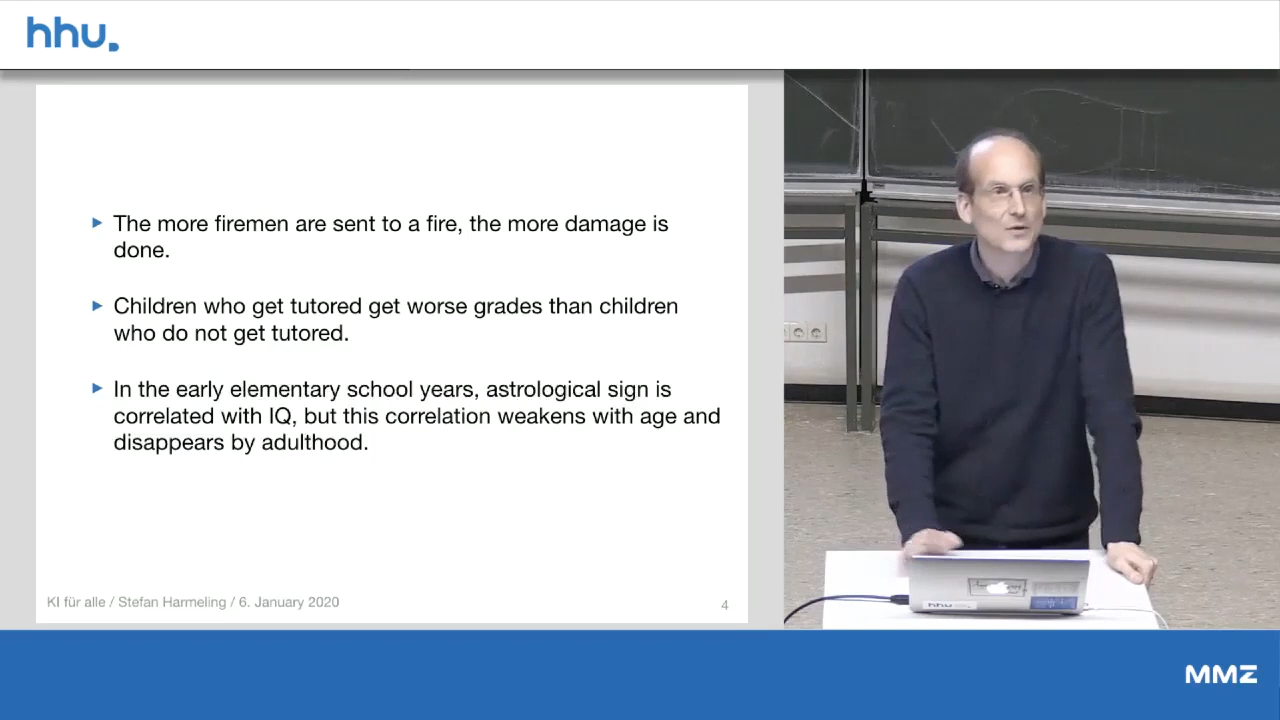 hhu.
▶ The more firemen are sent to a fire, the more damage is
done.
▶ Children who get tutored get worse grades than children
who do not get tutored.
▶ In the early elementary school years, astrological sign is
correlated with IQ, but this correlation weakens with age and
disappears by adulthood.
KI für alle / Stefan Harmeling / 6. January 2020
4
hhu
MMZ